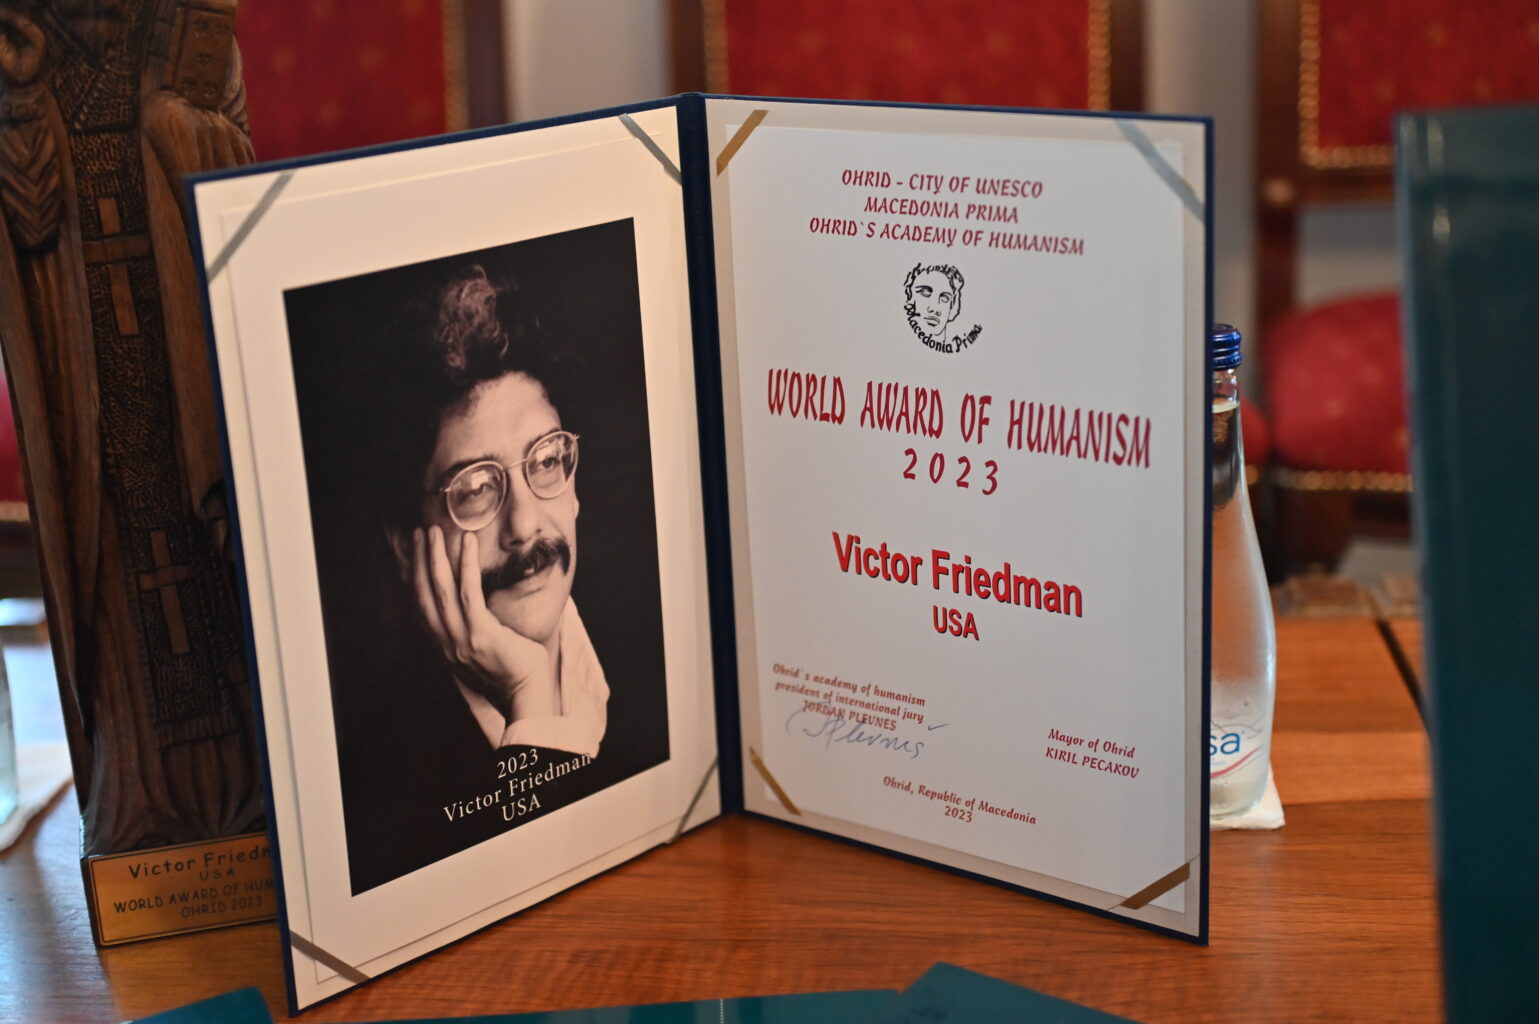 2023
Victor Friedman
USA
OHRID - CITY OF UNESCO
MACEDONIA PRIMA
OHRID`S ACADEMY OF HUMANISM
Macedonia Prima
WORLD AWARD OF HUMANISM
2023
Victor Friedman
USA
Ohrid`s academy of humanism
president of international jury
JORDAN PLEVNES
Mayor of Ohrid
KIRIL PECAKOV
Ohrid, Republic of Macedonia
2023
Victor Friedm
USA
WORLD AWARD OF HUM
OHRID 2023
sa